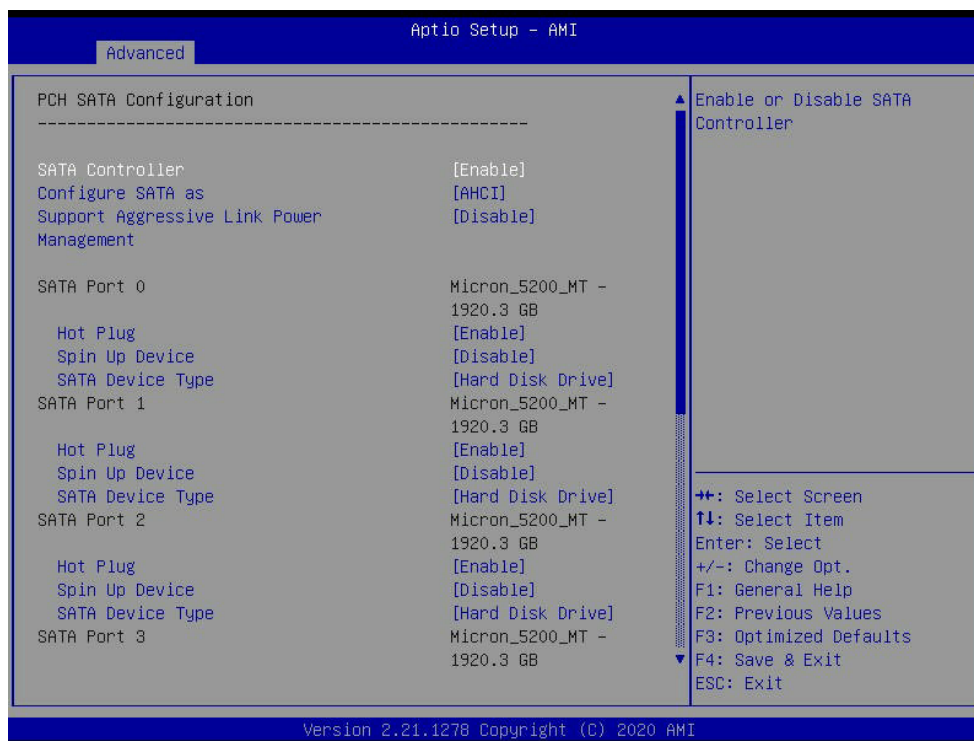 Aptio Setup – AMI
Advanced
PCH SATA Configuration
--------------------------------------------------
SATA Controller [Enable]
Configure SATA as [AHCI]
Support Aggressive Link Power [Disable]
Management
SATA Port 0 Micron_5200_MT –
1920.3 GB
Hot Plug [Enable]
Spin Up Device [Disable]
SATA Device Type [Hard Disk Drive]
SATA Port 1 Micron_5200_MT –
1920.3 GB
Hot Plug [Enable]
Spin Up Device [Disable]
SATA Device Type [Hard Disk Drive]
SATA Port 2 Micron_5200_MT –
1920.3 GB
Hot Plug [Enable]
Spin Up Device [Disable]
SATA Device Type [Hard Disk Drive]
SATA Port 3 Micron_5200_MT –
1920.3 GB
Enable or Disable SATA
Controller
→←: Select Screen
↑↓: Select Item
Enter: Select
+/-: Change Opt.
F1: General Help
F2: Previous Values
F3: Optimized Defaults
F4: Save & Exit
ESC: Exit
Version 2.21.1278 Copyright (C) 2020 AMI